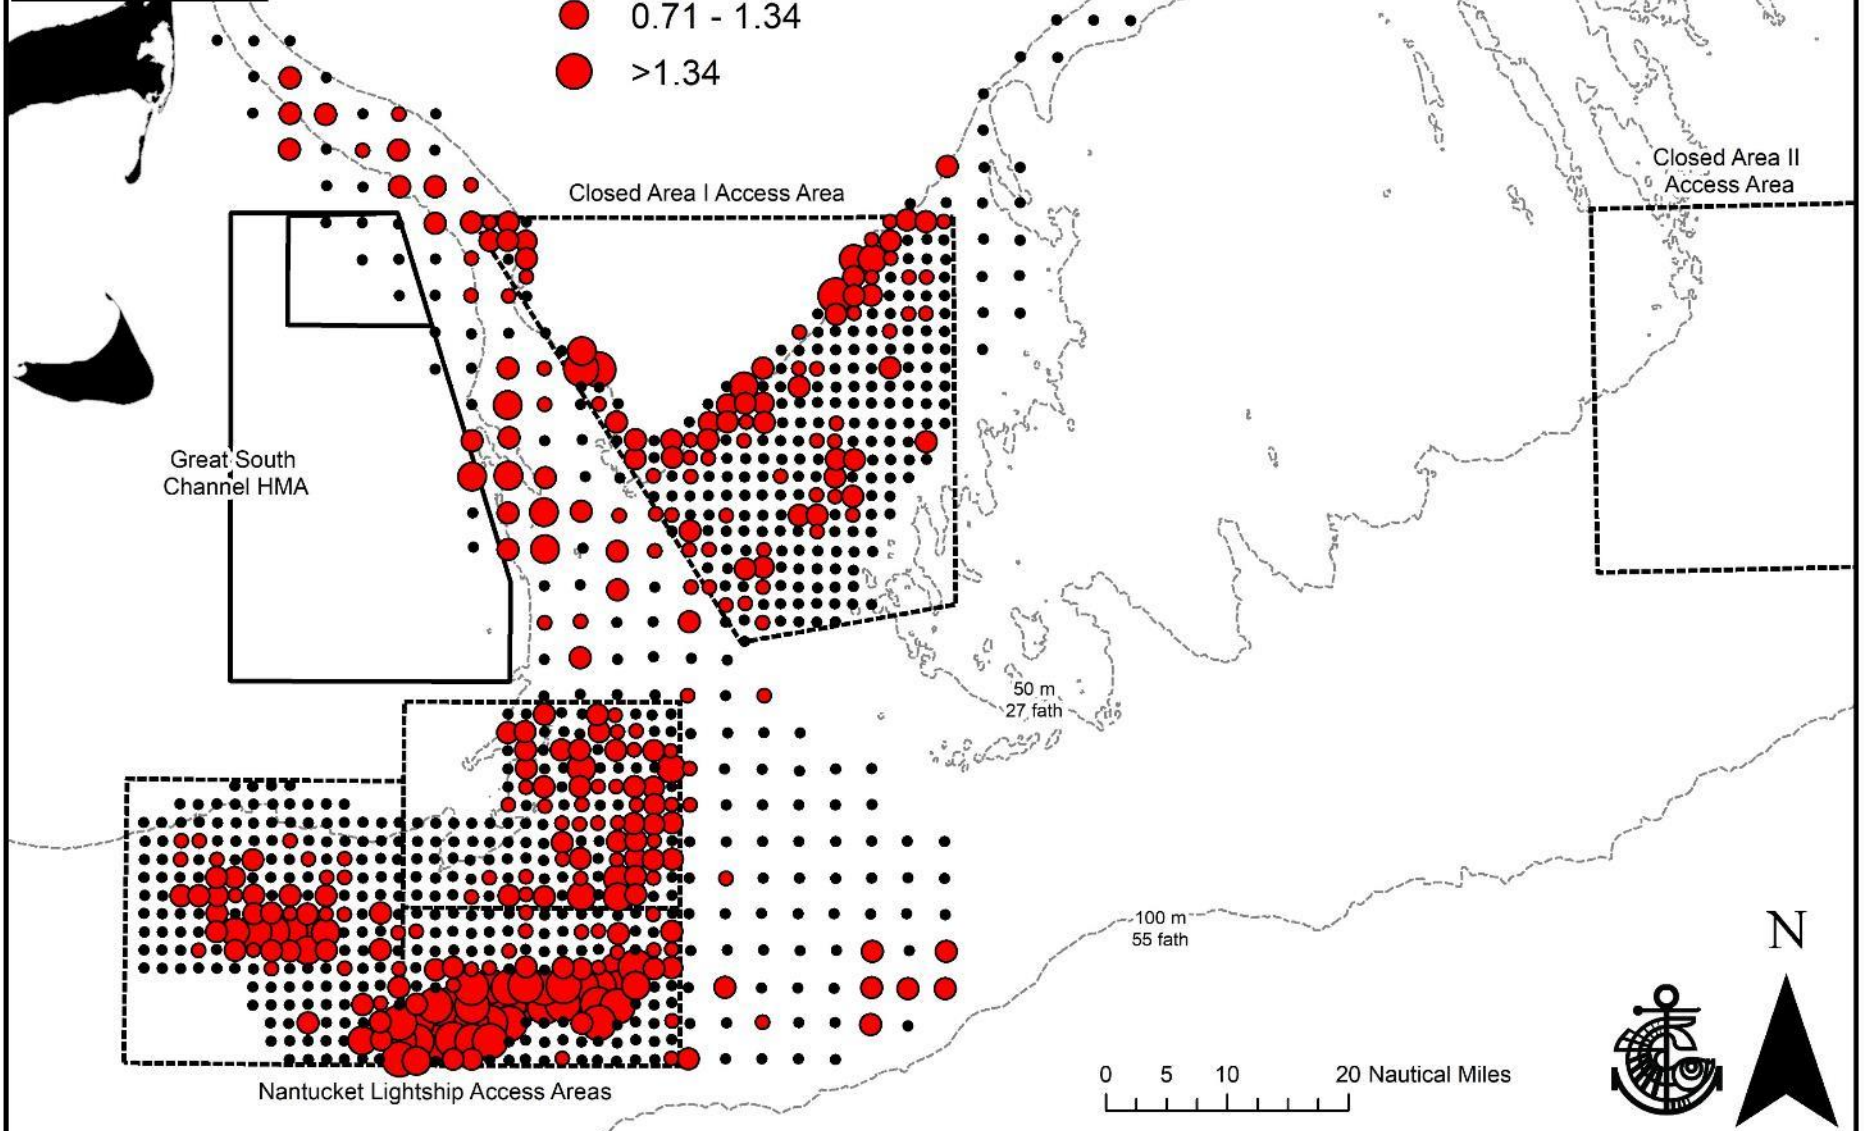 0.71 - 1.34
>1.34
Closed Area I Access Area
Closed Area II
Access Area
Great South
Channel HMA
50 m
27 fath
100 m
55 fath
N
0 5 10 20 Nautical Miles
Nantucket Lightship Access Areas